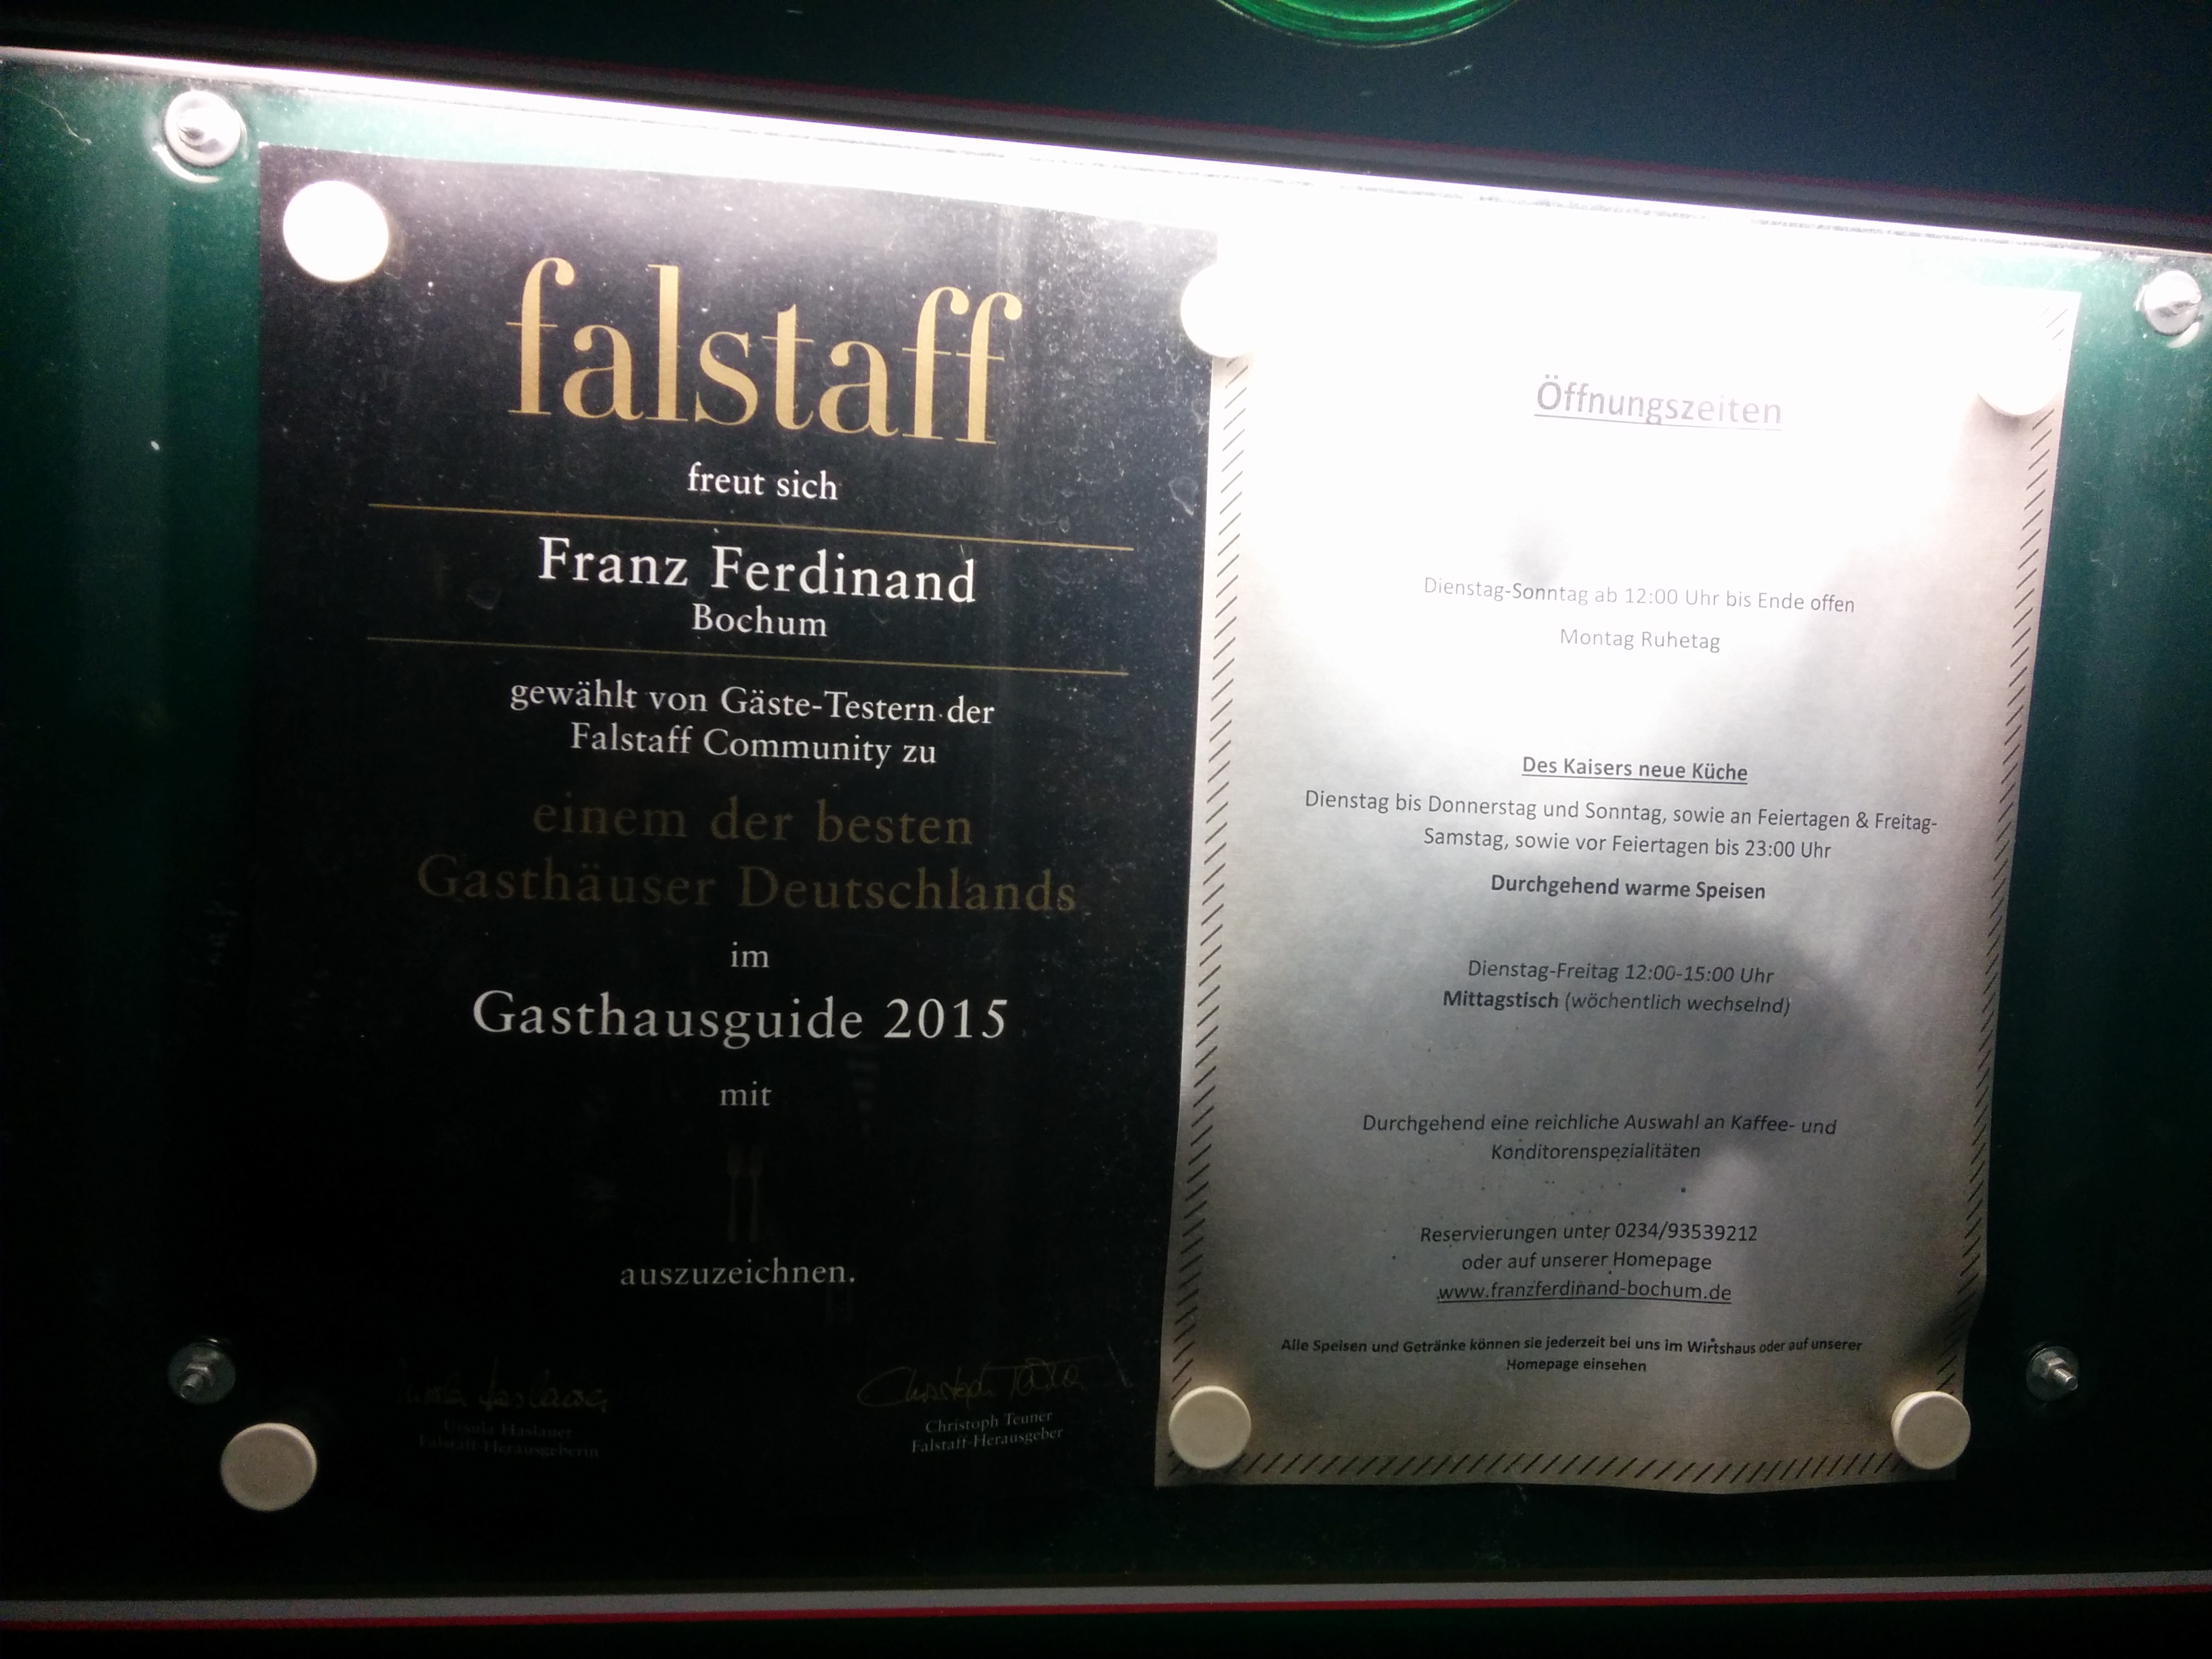 falstaff
freut sich
Franz Ferdinand
Bochum
gewählt von Gäste-Testern der
Falstaff Community zu
einem der besten
Gasthäuser Deutschlands
im
Gasthausguide 2015
mit
auszuzeichnen.
Ursula Haslauer
Falstaff-Herausgeberin
Christoph Teuner
Falstaff-Herausgeber
Öffnungszeiten
Dienstag-Sonntag ab 12:00 Uhr bis Ende offen
Montag Ruhetag
Des Kaisers neue Küche
Dienstag bis Donnerstag und Sonntag, sowie an Feiertagen & Freitag-
Samstag, sowie vor Feiertagen bis 23:00 Uhr
Durchgehend warme Speisen
Dienstag-Freitag 12:00-15:00 Uhr
Mittagstisch (wöchentlich wechselnd)
Durchgehend eine reichliche Auswahl an Kaffee- und
Konditorenspezialitäten
Reservierungen unter 0234/93539212
oder auf unserer Homepage
www.franzferdinand-bochum.de
Alle Speisen und Getränke können sie jederzeit bei uns im Wirtshaus oder auf unserer
Homepage einsehen